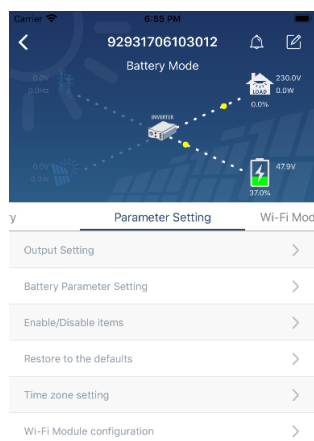 Carrier 6:55 PM
92931706103012
Battery Mode
0.0V
0.0Hz
230.0V
LOAD 0.0W
0.0%
INVERTER
0.0V
0.0W
47.9V
37.0%
ry Parameter Setting Wi-Fi Mod
Output Setting
Battery Parameter Setting
Enable/Disable items
Restore to the defaults
Time zone setting
Wi-Fi Module configuration